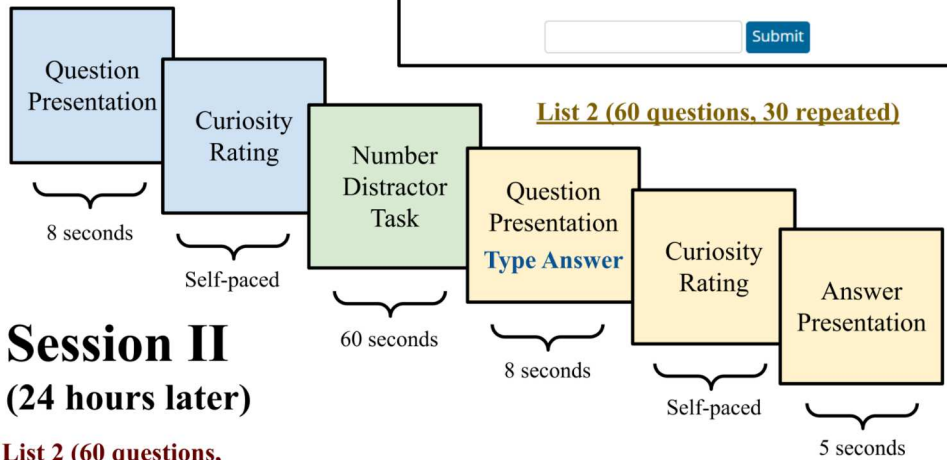 Submit
List 2 (60 questions, 30 repeated)
Question
Presentation
8 seconds
Curiosity
Rating
Self-paced
Number
Distractor
Task
60 seconds
Question
Presentation
Type Answer
8 seconds
Curiosity
Rating
Self-paced
Answer
Presentation
5 seconds
Session II
(24 hours later)
List 2 (60 questions,